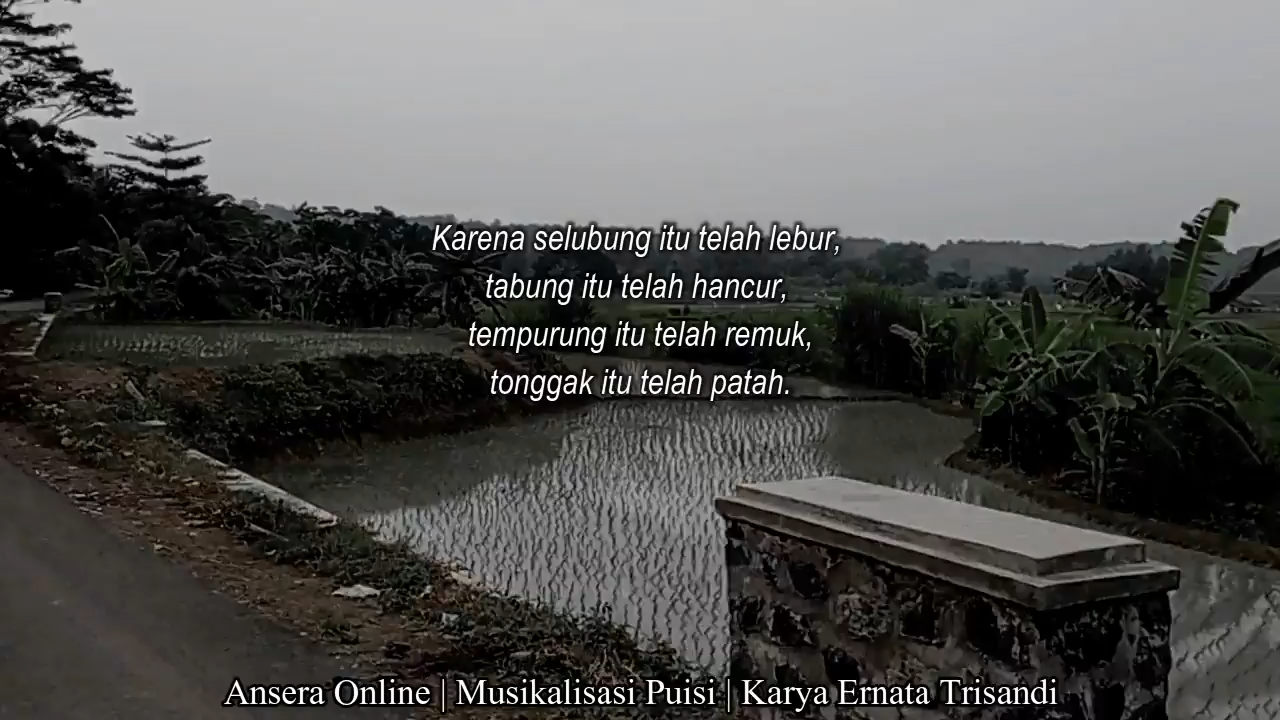 Karena selubung itu telah lebur,
tabung itu telah hancur,
tempurung itu telah remuk,
tonggak itu telah patah.
Ansera Online | Musikalisasi Puisi | Karya Ernata Trisandi